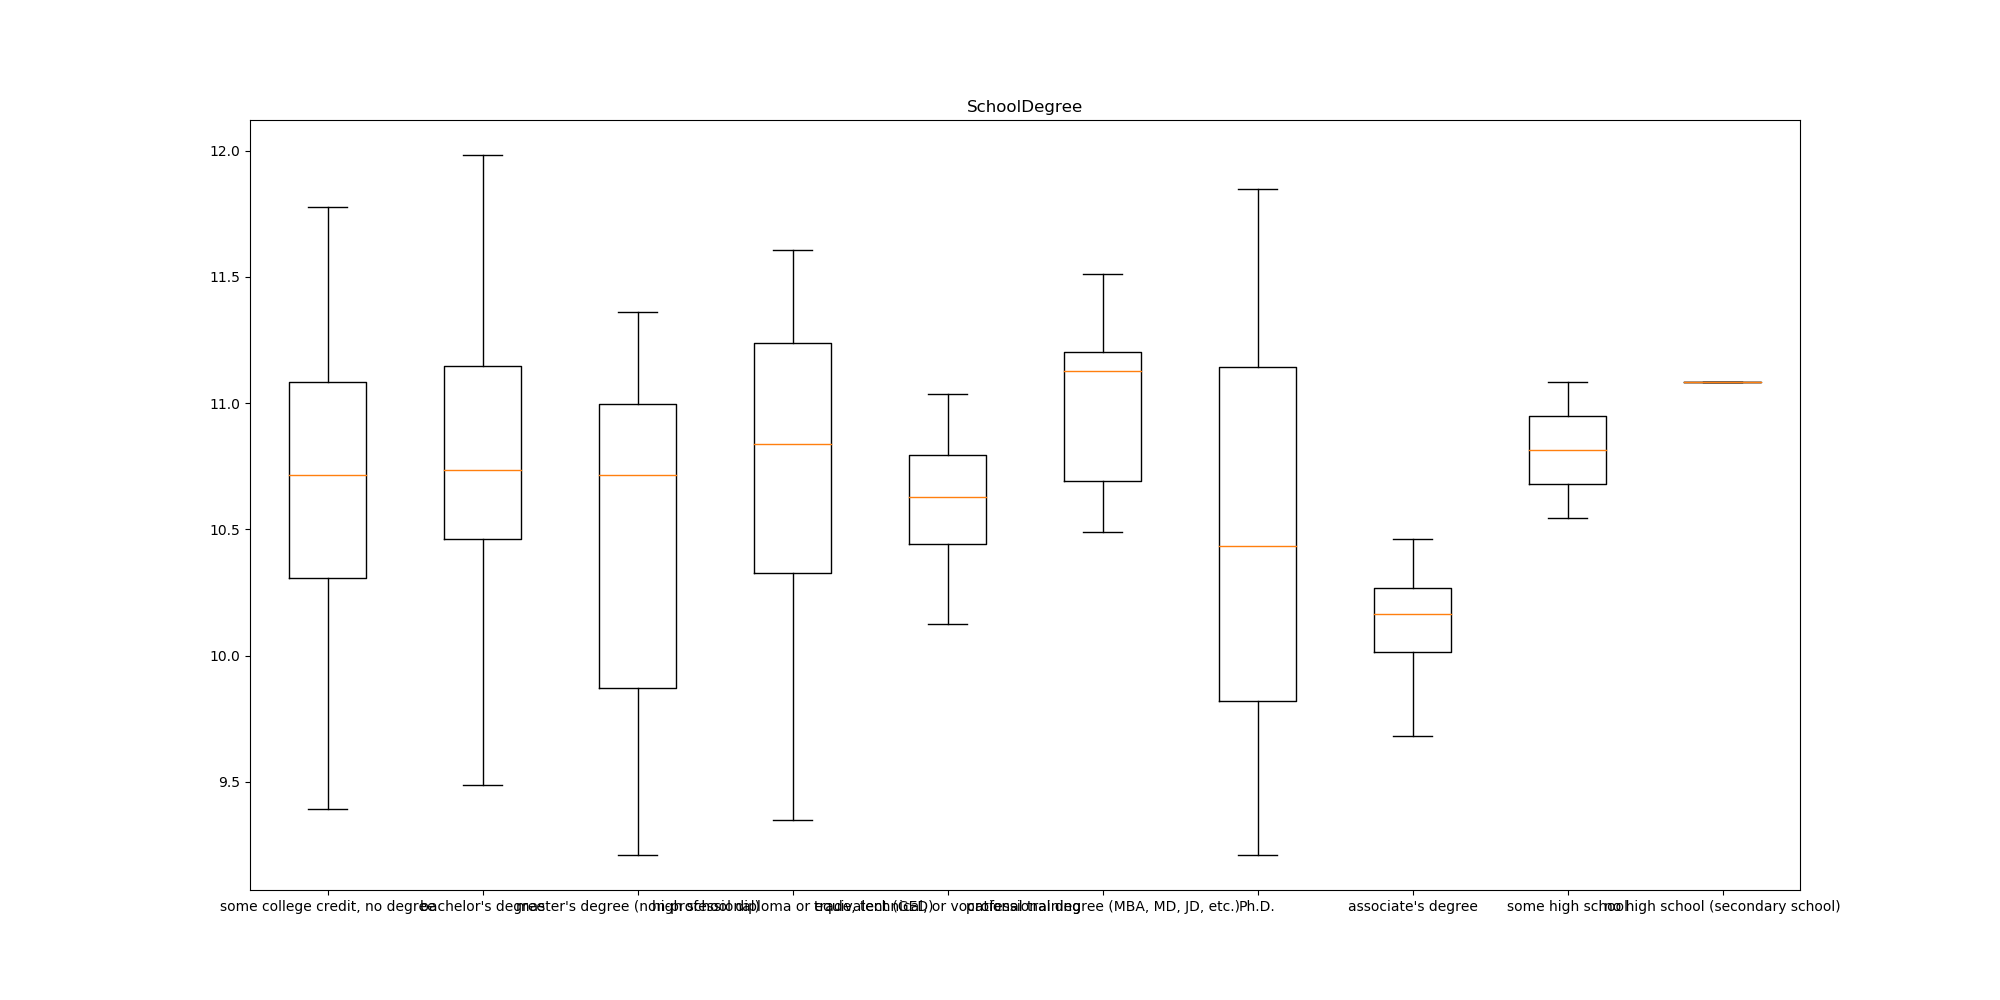 SchoolDegree
12.0
11.5
11.0
10.5
10.0
9.5
some college credit, no degree
bachelor's degree
master's degree (non-professional)
high school diploma or equivalent (GED)
trade, technical, or vocational training
professional degree (MBA, MD, JD, etc.)
Ph.D.
associate's degree
some high school
no high school (secondary school)